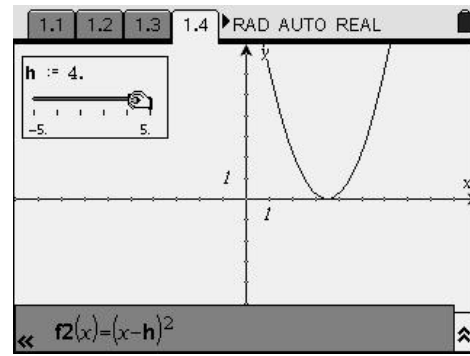 1.1 1.2 1.3 1.4 RAD AUTO REAL
h := 4.
-5. 5.
y
1
x
1
f2(x)=(x-h)²